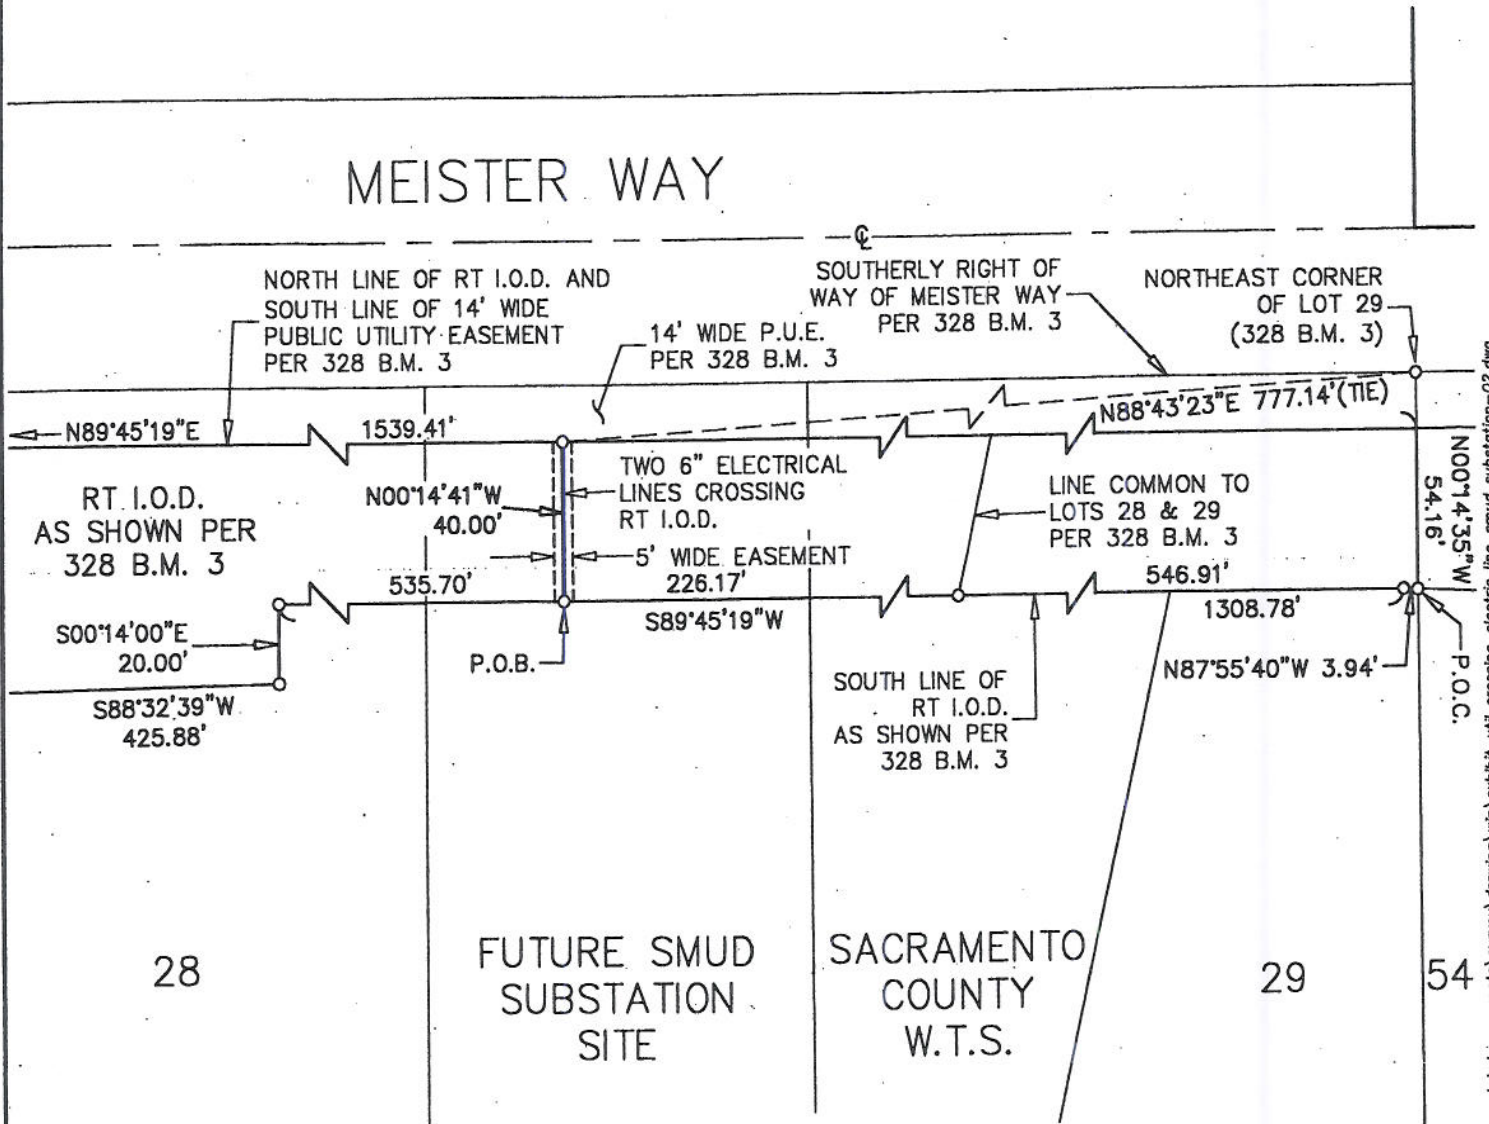 MEISTER WAY
℄
NORTH LINE OF RT I.O.D. AND
SOUTH LINE OF 14' WIDE
PUBLIC UTILITY EASEMENT
PER 328 B.M. 3
14' WIDE P.U.E.
PER 328 B.M. 3
SOUTHERLY RIGHT OF
WAY OF MEISTER WAY
PER 328 B.M. 3
NORTHEAST CORNER
OF LOT 29
(328 B.M. 3)
N88°43'23"E 777.14'(TIE)
N89°45'19"E
1539.41'
RT I.O.D.
AS SHOWN PER
328 B.M. 3
N00°14'41"W
40.00'
TWO 6" ELECTRICAL
LINES CROSSING
RT I.O.D.
5' WIDE EASEMENT
LINE COMMON TO
LOTS 28 & 29
PER 328 B.M. 3
N00°14'35"W
54.16'
535.70'
226.17'
S89°45'19"W
546.91'
1308.78'
S00°14'00"E
20.00'
S88°32'39"W
425.88'
P.O.B.
SOUTH LINE OF
RT I.O.D.
AS SHOWN PER
328 B.M. 3
N87°55'40"W 3.94'
P.O.C.
28
FUTURE SMUD
SUBSTATION
SITE
SACRAMENTO
COUNTY
W.T.S.
29
54